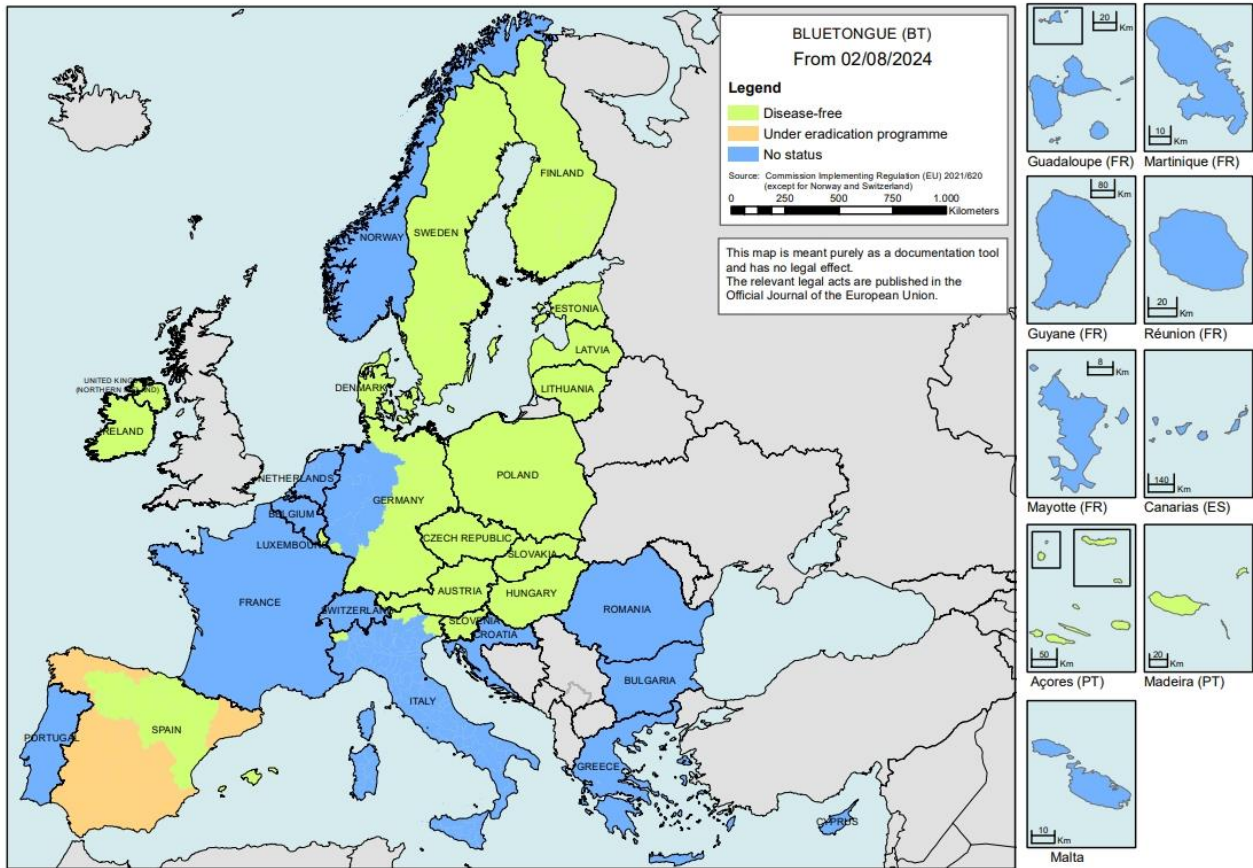 BLUETONGUE (BT)
From 02/08/2024
Legend
Disease-free
Under eradication programme
No status
Source: Commission Implementing Regulation (EU) 2021/620
(except for Norway and Switzerland)
0 250 500 750 1.000
Kilometers
This map is meant purely as a documentation tool
and has no legal effect.
The relevant legal acts are published in the
Official Journal of the European Union.
FINLAND
NORWAY
SWEDEN
ESTONIA
LATVIA
LITHUANIA
DENMARK
UNITED KINGDOM
(NORTHERN IRELAND)
IRELAND
NETHERLANDS
BELGIUM
LUXEMBOURG
GERMANY
POLAND
CZECH REPUBLIC
SLOVAKIA
AUSTRIA
HUNGARY
FRANCE
SWITZERLAND
SLOVENIA
CROATIA
ROMANIA
BULGARIA
ITALY
SPAIN
PORTUGAL
GREECE
CYPRUS
20
Km
Guadaloupe (FR)
10
Km
Martinique (FR)
80
Km
Guyane (FR)
20
Km
Réunion (FR)
8
Km
Mayotte (FR)
140
Km
Canarias (ES)
50
Km
Açores (PT)
20
Km
Madeira (PT)
10
Km
Malta